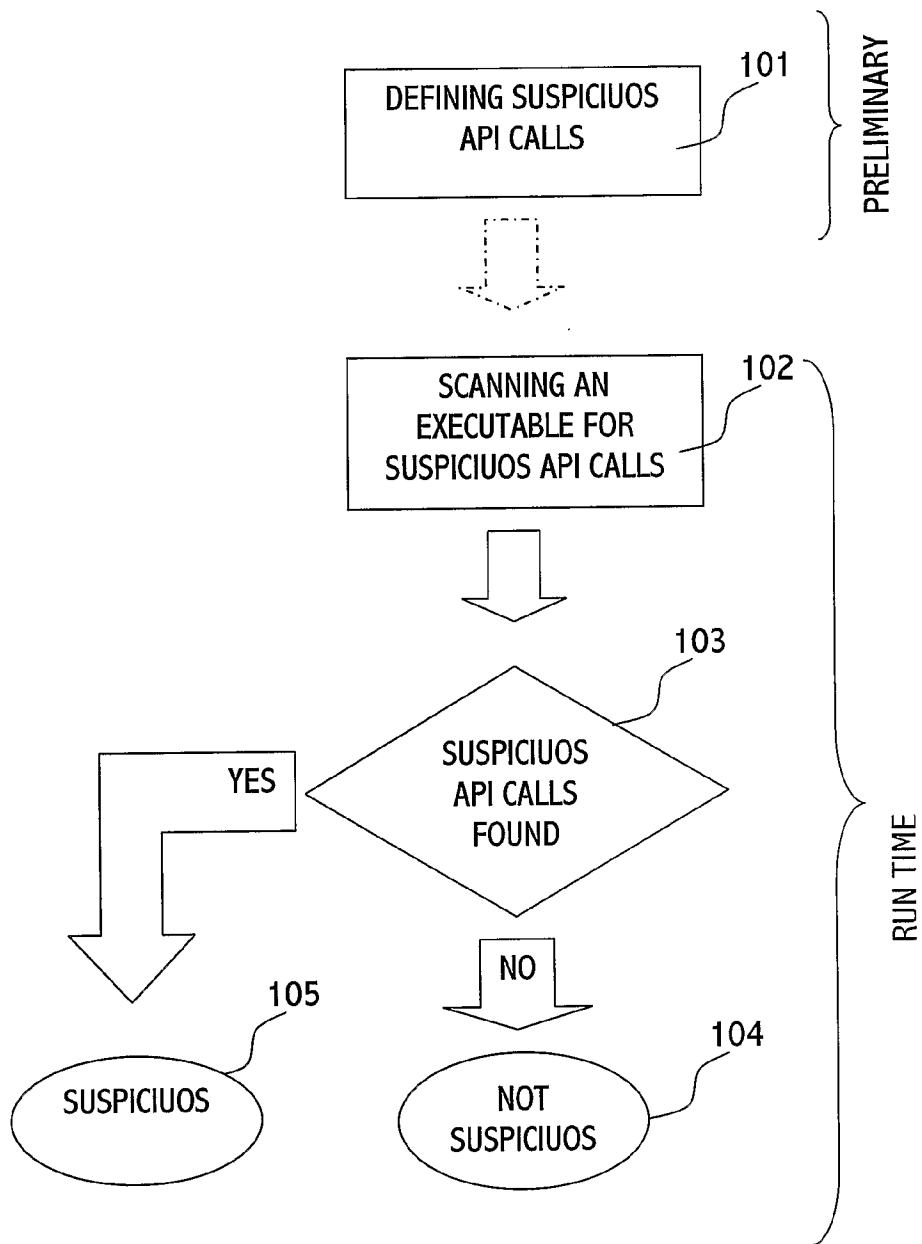 101
DEFINING SUSPICIUOS
API CALLS
PRELIMINARY
102
SCANNING AN
EXECUTABLE FOR
SUSPICIUOS API CALLS
103
SUSPICIUOS
API CALLS
FOUND
YES
NO
RUN TIME
105
SUSPICIUOS
104
NOT
SUSPICIUOS